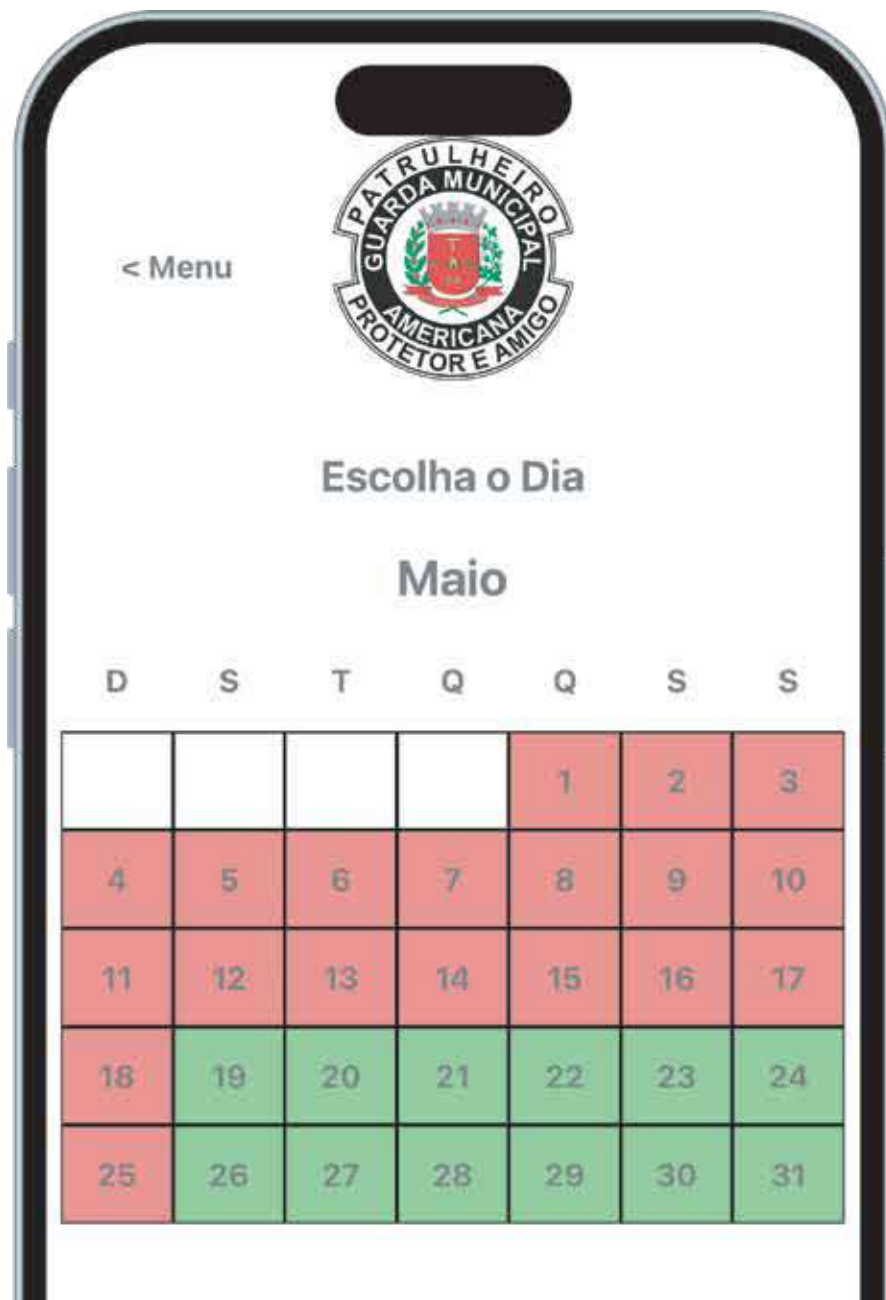 PATRULHEIRO
GUARDA MUNICIPAL
AMERICANA
PROTETOR E AMIGO
< Menu
Escolha o Dia
Maio
D S T Q Q S S
1 2 3
4 5 6 7 8 9 10
11 12 13 14 15 16 17
18 19 20 21 22 23 24
25 26 27 28 29 30 31